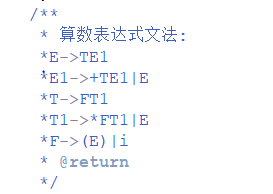 /**
* 算数表达式文法:
*E->TE1
*E1->+TE1|E
*T->FT1
*T1->*FT1|E
*F->(E)|i
* @return
*/